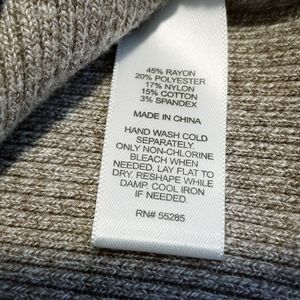 45% RAYON
20% POLYESTER
17% NYLON
15% COTTON
3% SPANDEX
MADE IN CHINA
HAND WASH COLD
SEPARATELY.
ONLY NON-CHLORINE
BLEACH WHEN
NEEDED. LAY FLAT TO
DRY. RESHAPE WHILE
DAMP. COOL IRON
IF NEEDED.
RN# 55285